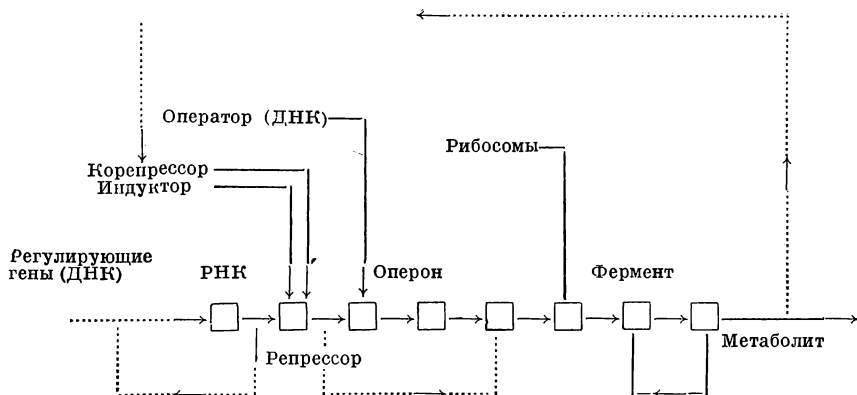 Оператор (ДНК)
Рибосомы
Корепрессор
Индуктор
Регулирующие
гены (ДНК)
РНК
Оперон
Фермент
Репрессор
Метаболит